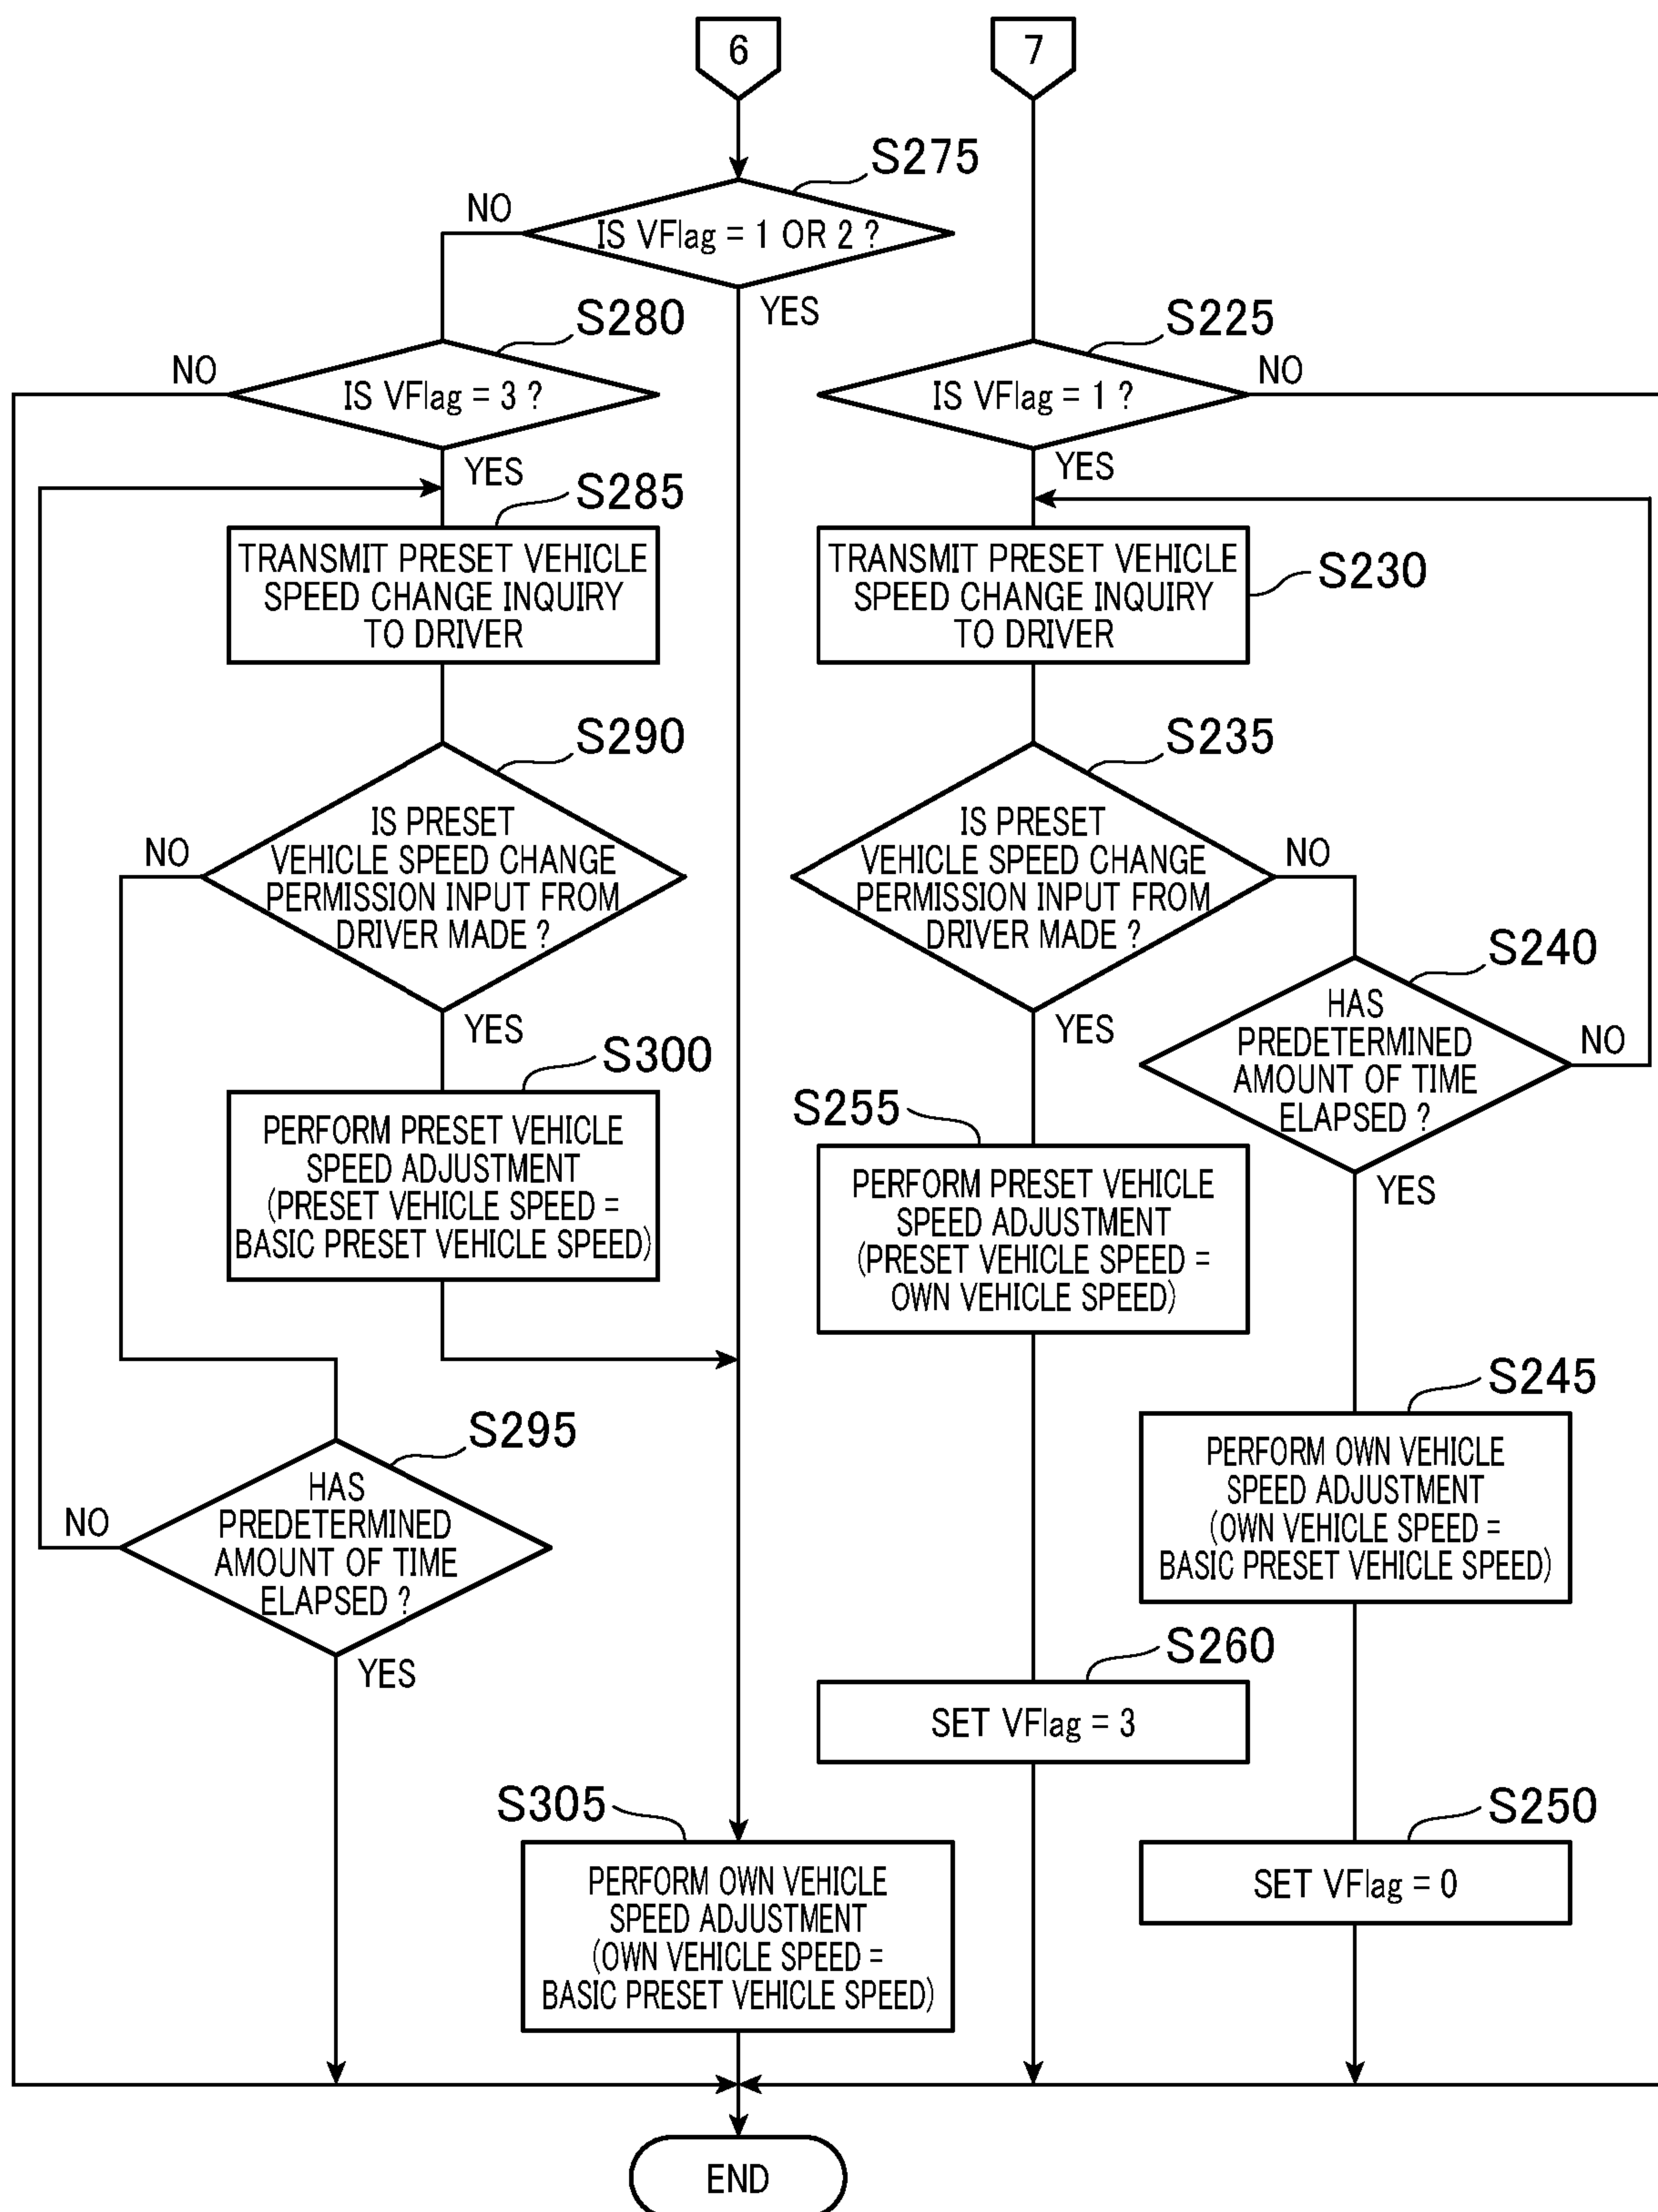 6
7
S275
NO
IS VFlag = 1 OR 2 ?
YES
S280
NO
IS VFlag = 3 ?
YES
S225
NO
IS VFlag = 1 ?
YES
S285
TRANSMIT PRESET VEHICLE
SPEED CHANGE INQUIRY
TO DRIVER
S230
TRANSMIT PRESET VEHICLE
SPEED CHANGE INQUIRY
TO DRIVER
S290
IS PRESET
VEHICLE SPEED CHANGE
PERMISSION INPUT FROM
DRIVER MADE ?
NO
YES
S235
IS PRESET
VEHICLE SPEED CHANGE
PERMISSION INPUT FROM
DRIVER MADE ?
NO
YES
S240
HAS
PREDETERMINED
AMOUNT OF TIME
ELAPSED ?
NO
YES
S300
PERFORM PRESET VEHICLE
SPEED ADJUSTMENT
(PRESET VEHICLE SPEED =
BASIC PRESET VEHICLE SPEED)
S255
PERFORM PRESET VEHICLE
SPEED ADJUSTMENT
(PRESET VEHICLE SPEED =
OWN VEHICLE SPEED)
S295
HAS
PREDETERMINED
AMOUNT OF TIME
ELAPSED ?
NO
YES
S245
PERFORM OWN VEHICLE
SPEED ADJUSTMENT
(OWN VEHICLE SPEED =
BASIC PRESET VEHICLE SPEED)
S260
SET VFlag = 3
S305
PERFORM OWN VEHICLE
SPEED ADJUSTMENT
(OWN VEHICLE SPEED =
BASIC PRESET VEHICLE SPEED)
S250
SET VFlag = 0
END